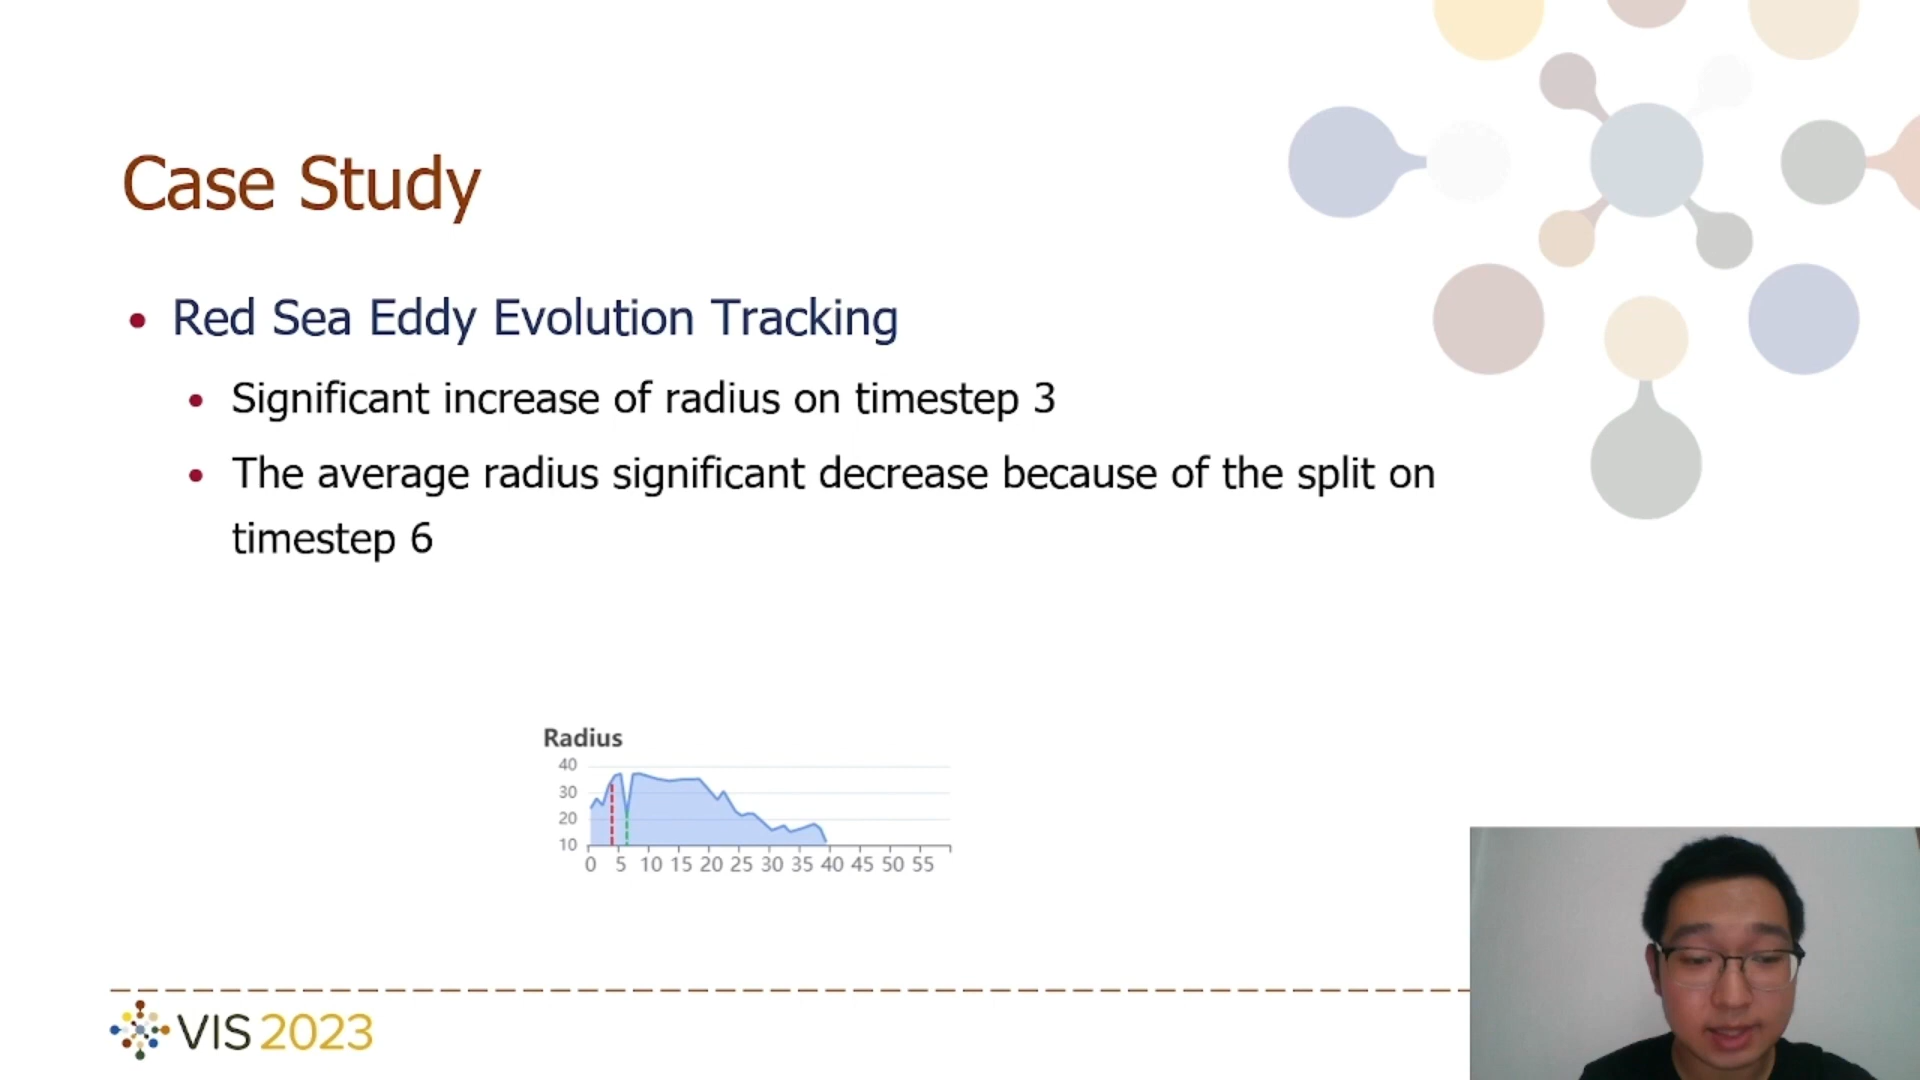 Case Study
Red Sea Eddy Evolution Tracking
Significant increase of radius on timestep 3
The average radius significant decrease because of the split on
timestep 6
Radius
40
30
20
10
0 5 10 15 20 25 30 35 40 45 50 55
VIS 2023